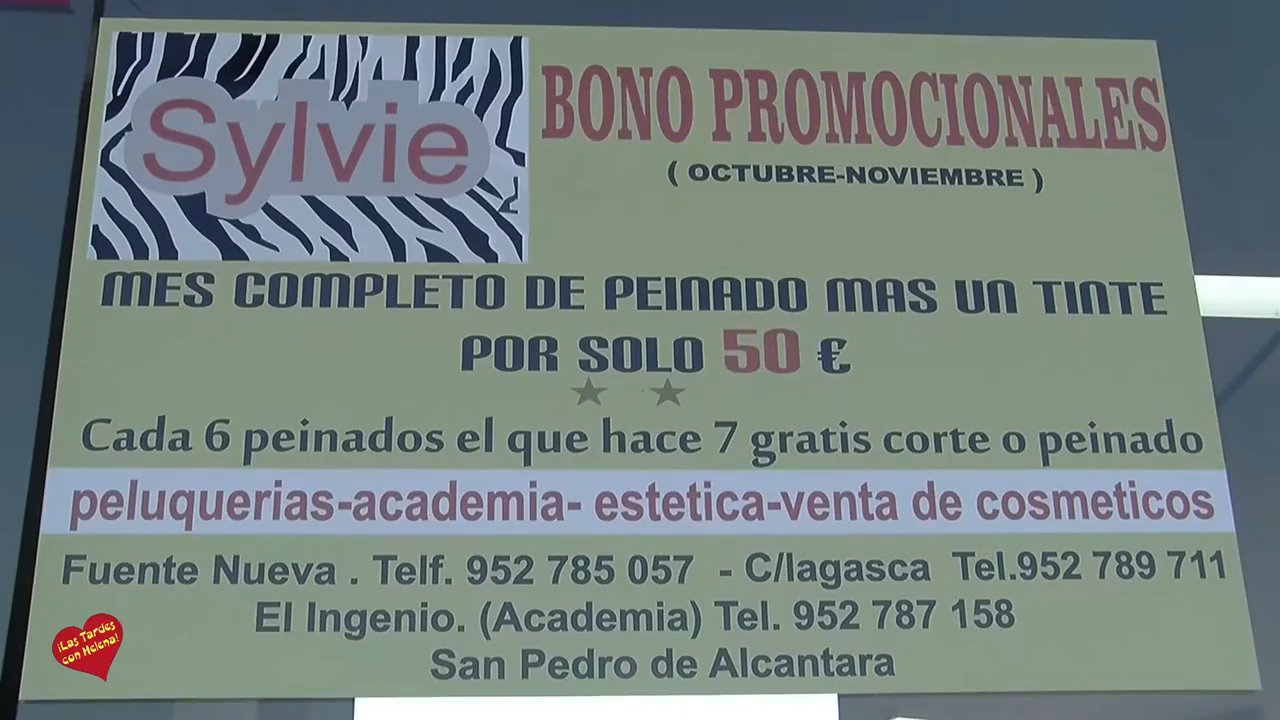 Sylvie
BONO PROMOCIONALES
( OCTUBRE-NOVIEMBRE )
MES COMPLETO DE PEINADO MAS UN TINTE
POR SOLO 50 €
Cada 6 peinados el que hace 7 gratis corte o peinado
peluquerias-academia- estetica-venta de cosmeticos
Fuente Nueva . Telf. 952 785 057 - C/lagasca Tel.952 789 711
El Ingenio. (Academia) Tel. 952 787 158
San Pedro de Alcantara
¡Las Tardes
con Helena!